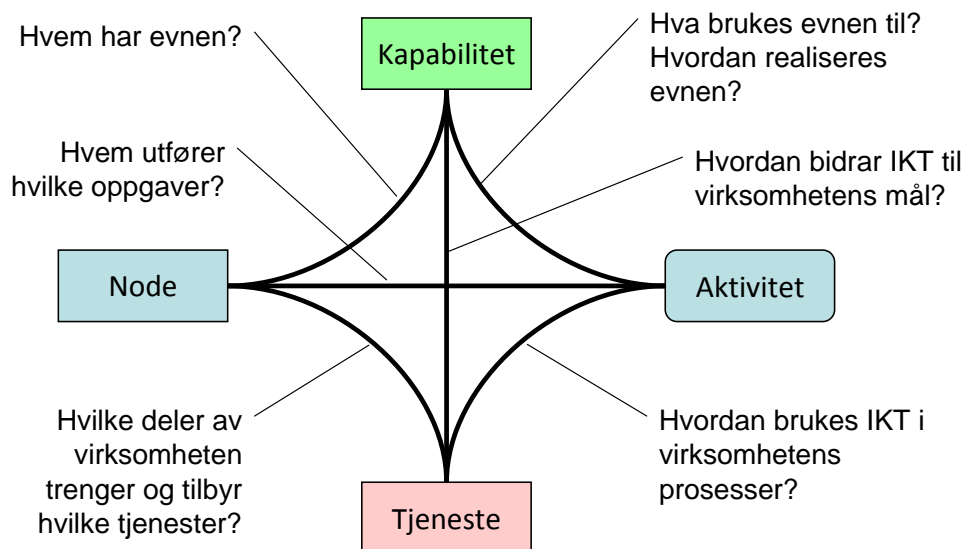 Hvem har evnen?
Kapabilitet
Hva brukes evnen til?
Hvordan realiseres
evnen?
Hvem utfører
hvilke oppgaver?
Hvordan bidrar IKT til
virksomhetens mål?
Node
Aktivitet
Hvilke deler av
virksomheten
trenger og tilbyr
hvilke tjenester?
Hvordan brukes IKT i
virksomhetens
prosesser?
Tjeneste